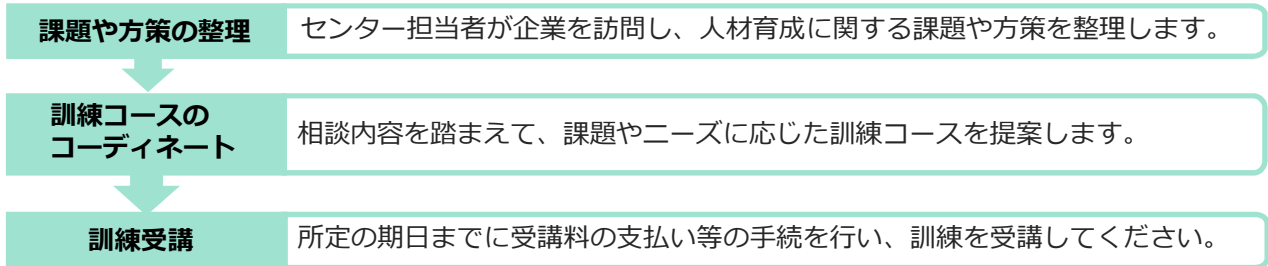 課題や方策の整理
センター担当者が企業を訪問し、人材育成に関する課題や方策を整理します。
訓練コースの
コーディネート
相談内容を踏まえて、課題やニーズに応じた訓練コースを提案します。
訓練受講
所定の期日までに受講料の支払い等の手続を行い、訓練を受講してください。